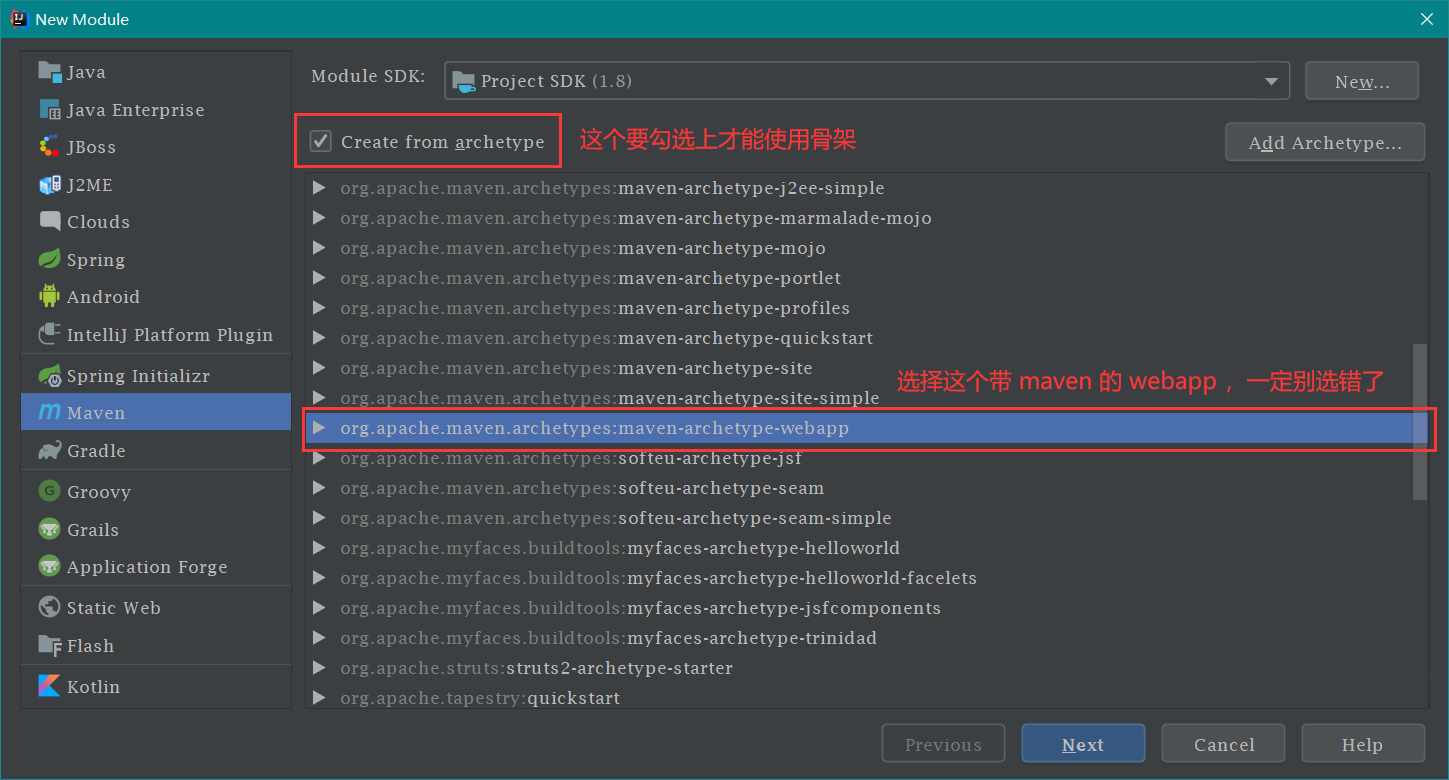 New Module
Java
Java Enterprise
JBoss
J2ME
Clouds
Spring
Android
IntelliJ Platform Plugin
Spring Initializr
Maven
Gradle
Groovy
Grails
Application Forge
Static Web
Flash
Kotlin
Module SDK: Project SDK (1.8) New...
Create from archetype 这个要勾选上才能使用骨架 Add Archetype...
org.apache.maven.archetypes:maven-archetype-j2ee-simple
org.apache.maven.archetypes:maven-archetype-marmalade-mojo
org.apache.maven.archetypes:maven-archetype-mojo
org.apache.maven.archetypes:maven-archetype-portlet
org.apache.maven.archetypes:maven-archetype-profiles
org.apache.maven.archetypes:maven-archetype-quickstart
org.apache.maven.archetypes:maven-archetype-site
选择这个带 maven 的 webapp ，一定别选错了
org.apache.maven.archetypes:maven-archetype-site-simple
org.apache.maven.archetypes:maven-archetype-webapp
org.apache.maven.archetypes:softeu-archetype-jsf
org.apache.maven.archetypes:softeu-archetype-seam
org.apache.maven.archetypes:softeu-archetype-seam-simple
org.apache.myfaces.buildtools:myfaces-archetype-helloworld
org.apache.myfaces.buildtools:myfaces-archetype-helloworld-facelets
org.apache.myfaces.buildtools:myfaces-archetype-jsfcomponents
org.apache.myfaces.buildtools:myfaces-archetype-trinidad
org.apache.struts:struts2-archetype-starter
org.apache.tapestry:quickstart
Previous Next Cancel Help